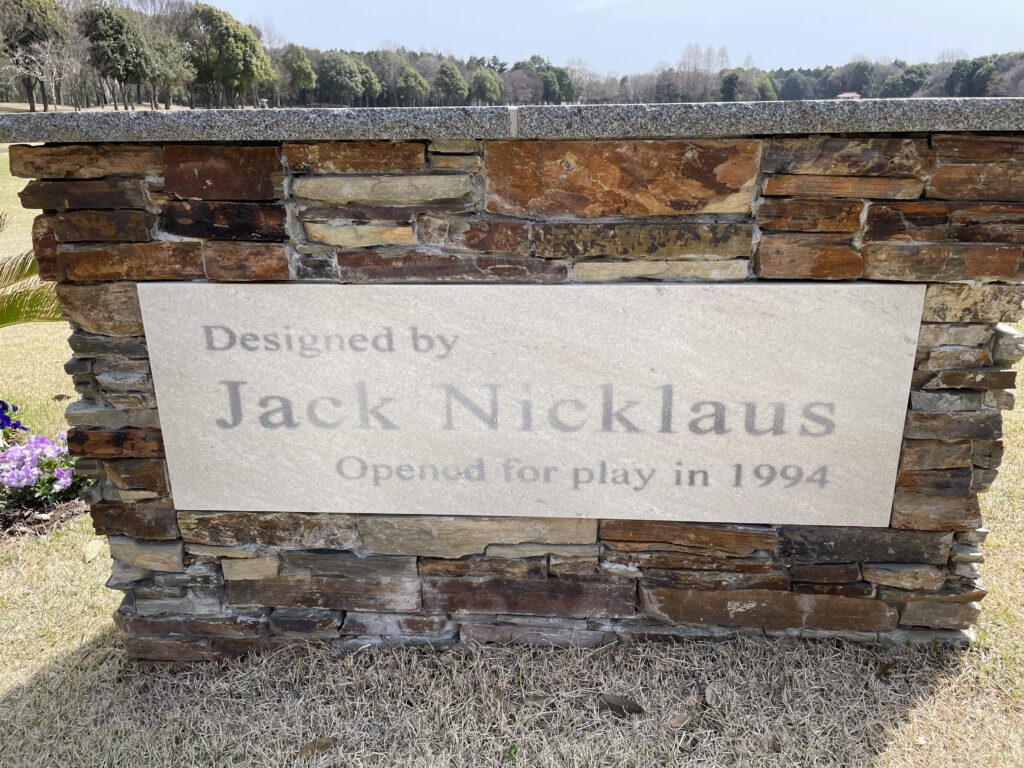 Designed by
Jack Nicklaus
Opened for play in 1994